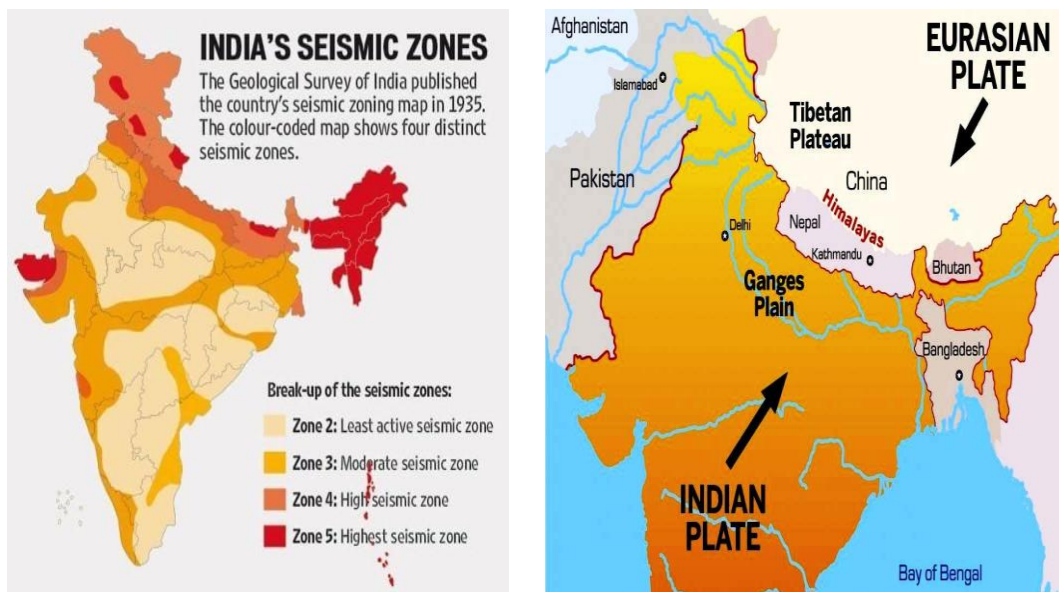 INDIA'S SEISMIC ZONES
The Geological Survey of India published
the country's seismic zoning map in 1935.
The colour-coded map shows four distinct
seismic zones.
Break-up of the seismic zones:
Zone 2: Least active seismic zone
Zone 3: Moderate seismic zone
Zone 4: High seismic zone
Zone 5: Highest seismic zone
Afghanistan
EURASIAN
PLATE
Islamabad
Tibetan
Plateau
Pakistan
China
Himalayas
Nepal
Delhi
Kathmandu
Bhutan
Ganges
Plain
Bangladesh
INDIAN
PLATE
Bay of Bengal